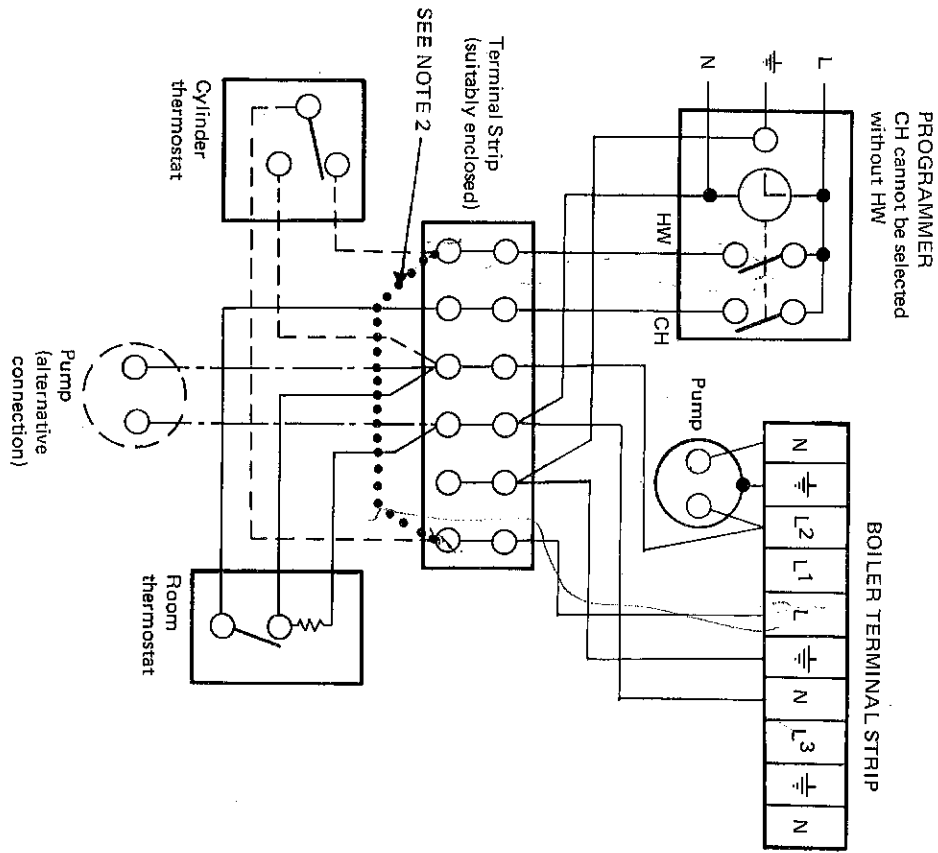 PROGRAMMER
CH cannot be selected
without HW
L
⏚
N
HW
CH
BOILER TERMINAL STRIP
N
⏚
L2
L1
L
⏚
N
L3
⏚
N
Pump
Terminal Strip
(suitably enclosed)
SEE NOTE 2
Cylinder
thermostat
Pump
(alternative
connection)
Room
thermostat